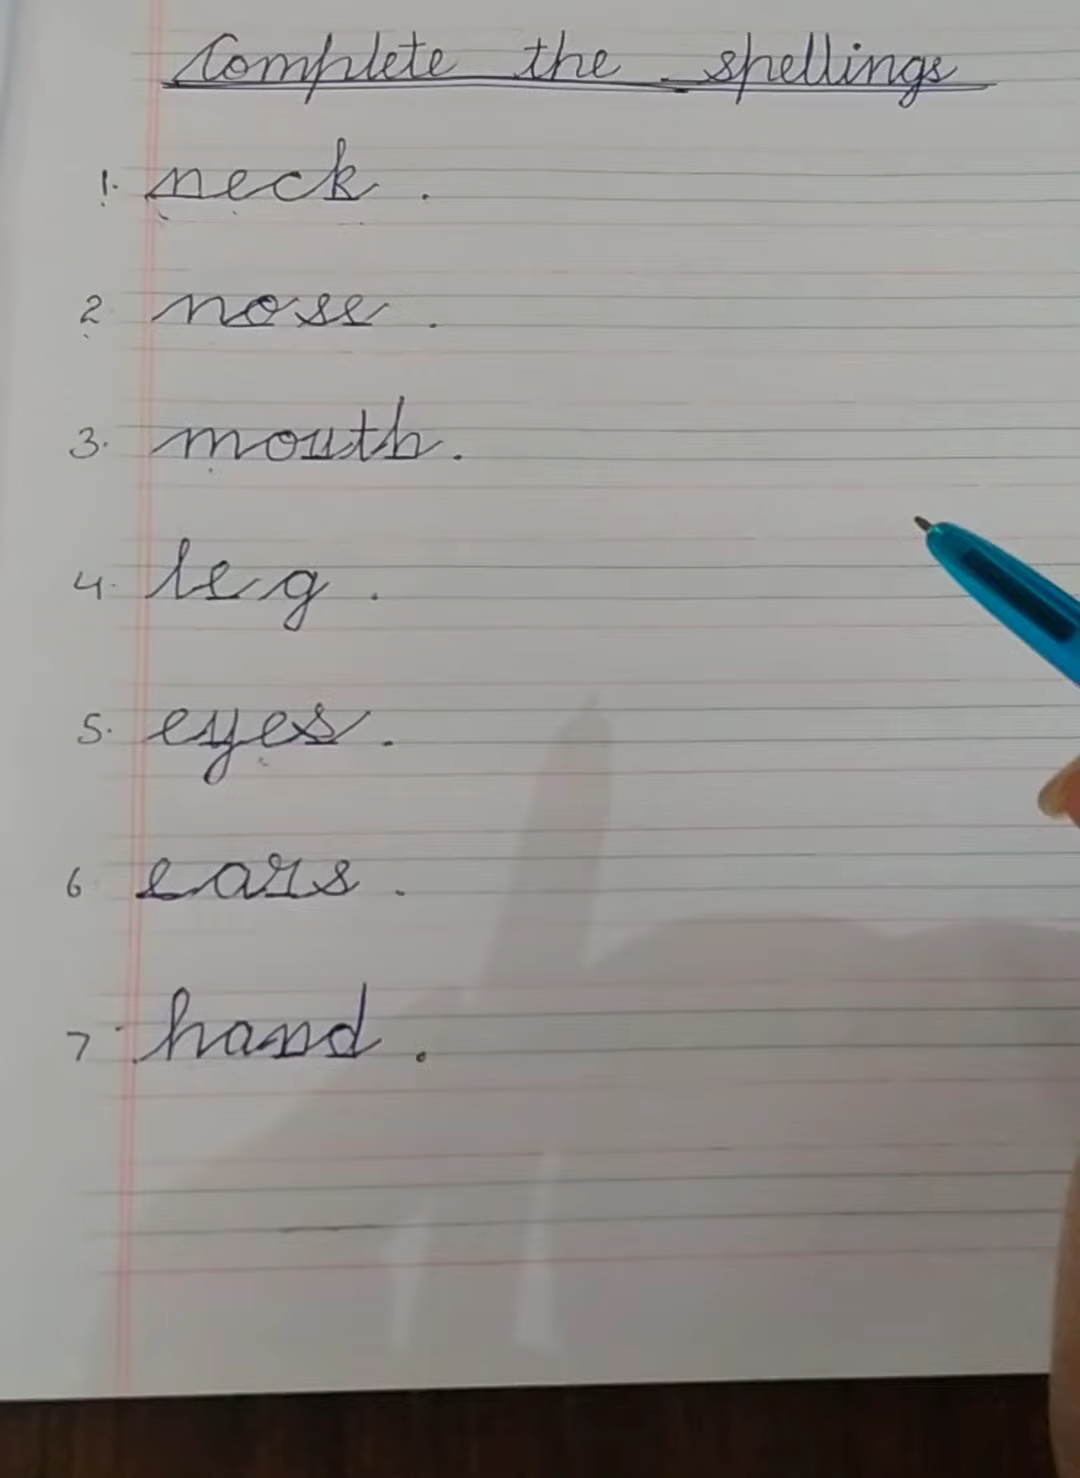 Complete the spellings
1. neck.
2. nose.
3. mouth.
4. leg.
5. eyes.
6 ears.
7 hand.